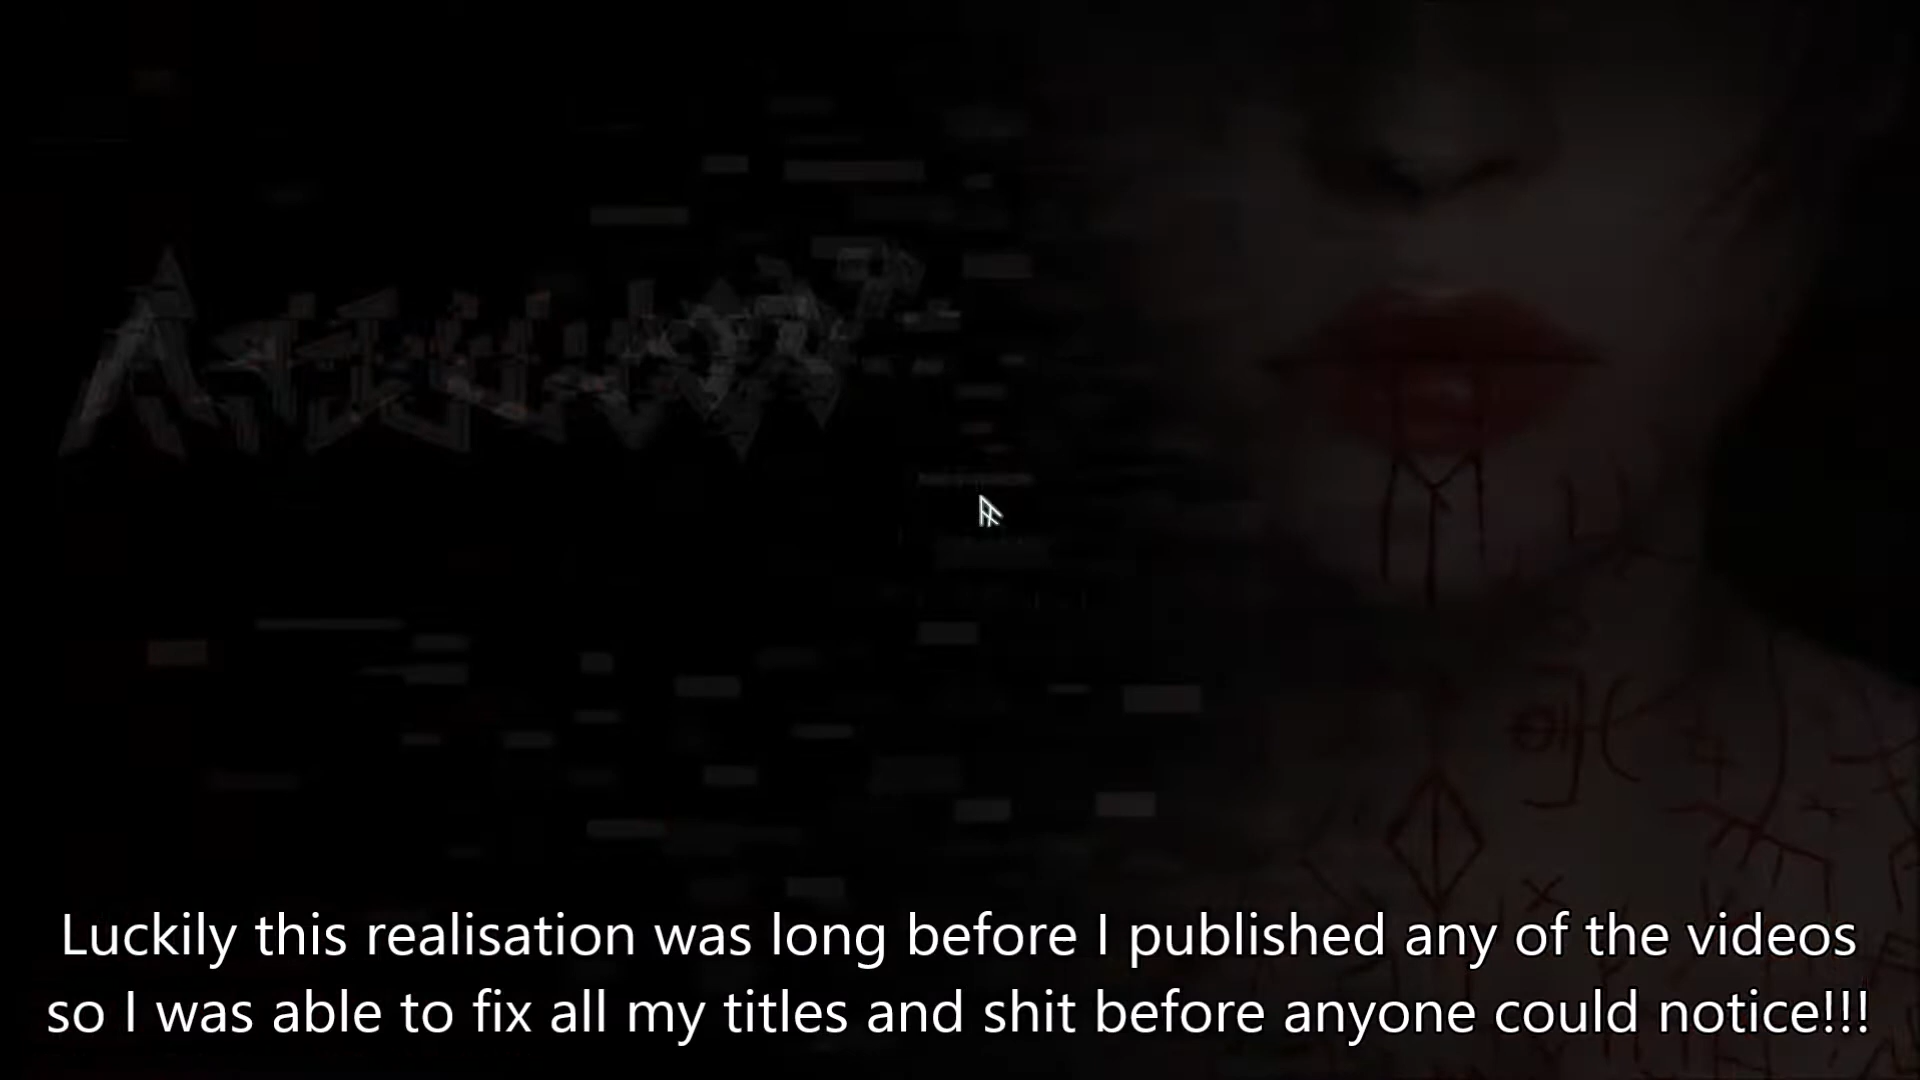 Luckily this realisation was long before I published any of the videos
so I was able to fix all my titles and shit before anyone could notice!!!